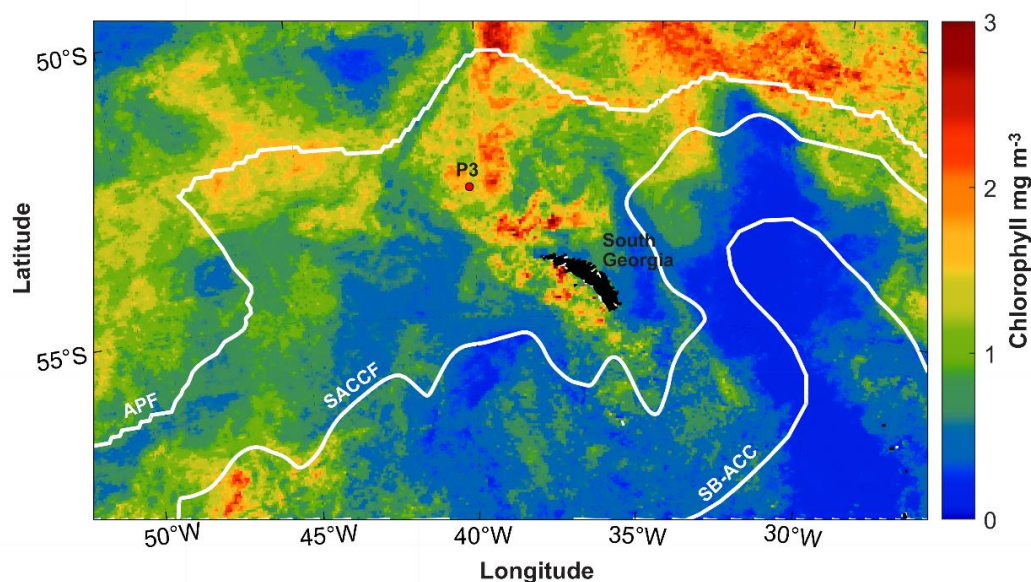 3
50°S
P3
2
South
Georgia
Latitude
Chlorophyll mg m⁻³
55°S
1
APF
SACCF
SB-ACC
0
50°W
45°W
40°W
35°W
30°W
Longitude